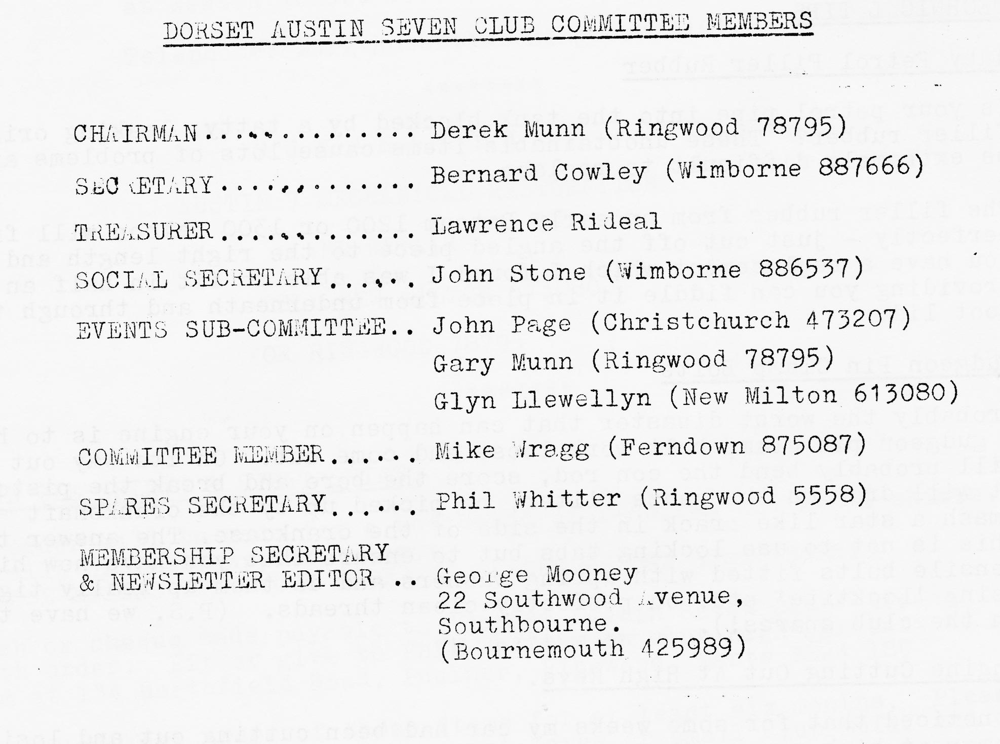 DORSET AUSTIN SEVEN CLUB COMMITTEE MEMBERS
CHAIRMAN.............. Derek Munn (Ringwood 78795)
SECRETARY............. Bernard Cowley (Wimborne 887666)
TREASURER............. Lawrence Rideal
SOCIAL SECRETARY...... John Stone (Wimborne 886537)
EVENTS SUB-COMMITTEE.. John Page (Christchurch 473207)
Gary Munn (Ringwood 78795)
Glyn Llewellyn (New Milton 613080)
COMMITTEE MEMBER...... Mike Wragg (Ferndown 875087)
SPARES SECRETARY...... Phil Whitter (Ringwood 5558)
MEMBERSHIP SECRETARY
& NEWSLETTER EDITOR .. George Mooney
22 Southwood Avenue,
Southbourne.
(Bournemouth 425989)